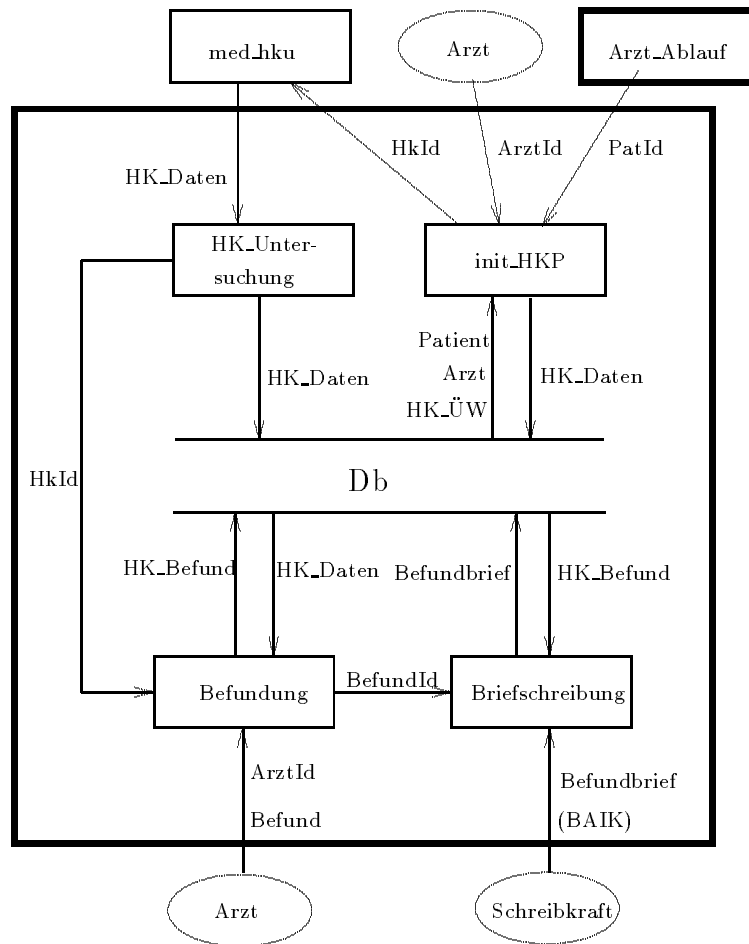 med_hku
Arzt
Arzt_Ablauf
HkId
ArztId
PatId
HK_Daten
HK_Unter-
suchung
init_HKP
Patient
Arzt
HK_ÜW
HK_Daten
HK_Daten
HkId
Db
HK_Befund
HK_Daten
Befundbrief
HK_Befund
Befundung
BefundId
Briefschreibung
ArztId
Befund
Befundbrief
(BAIK)
Arzt
Schreibkraft